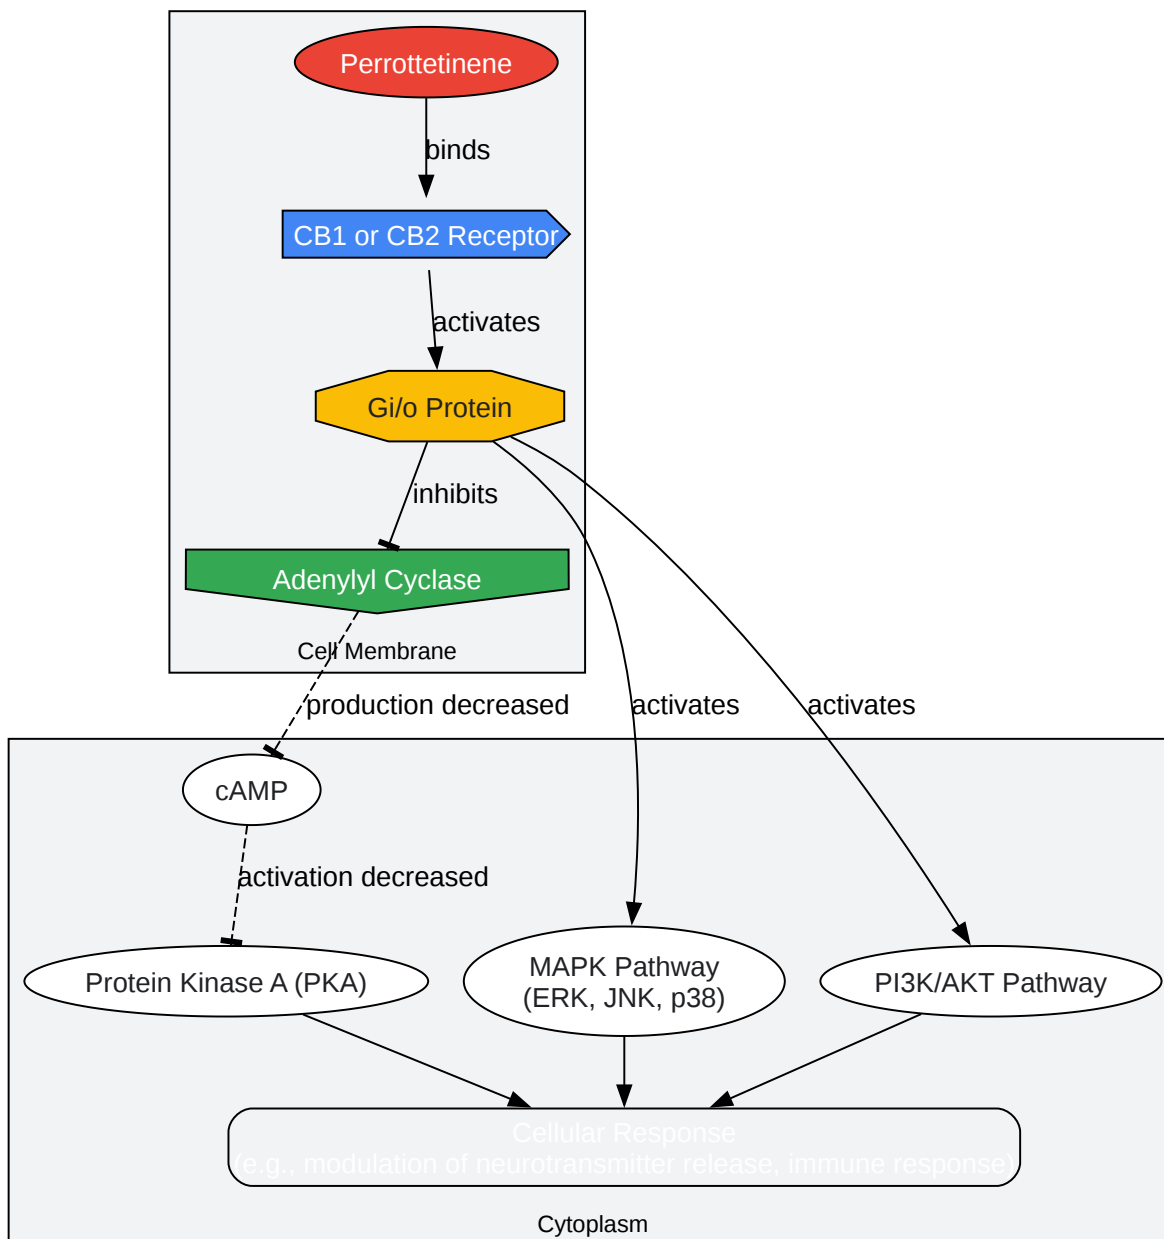 Perrottetinene
binds
CB1 or CB2 Receptor
activates
Gi/o Protein
inhibits
Adenylyl Cyclase
Cell Membrane
production decreased
activates
activates
cAMP
activation decreased
Protein Kinase A (PKA)
MAPK Pathway
(ERK, JNK, p38)
PI3K/AKT Pathway
Cellular Response
(e.g., modulation of neurotransmitter release, immune response)
Cytoplasm